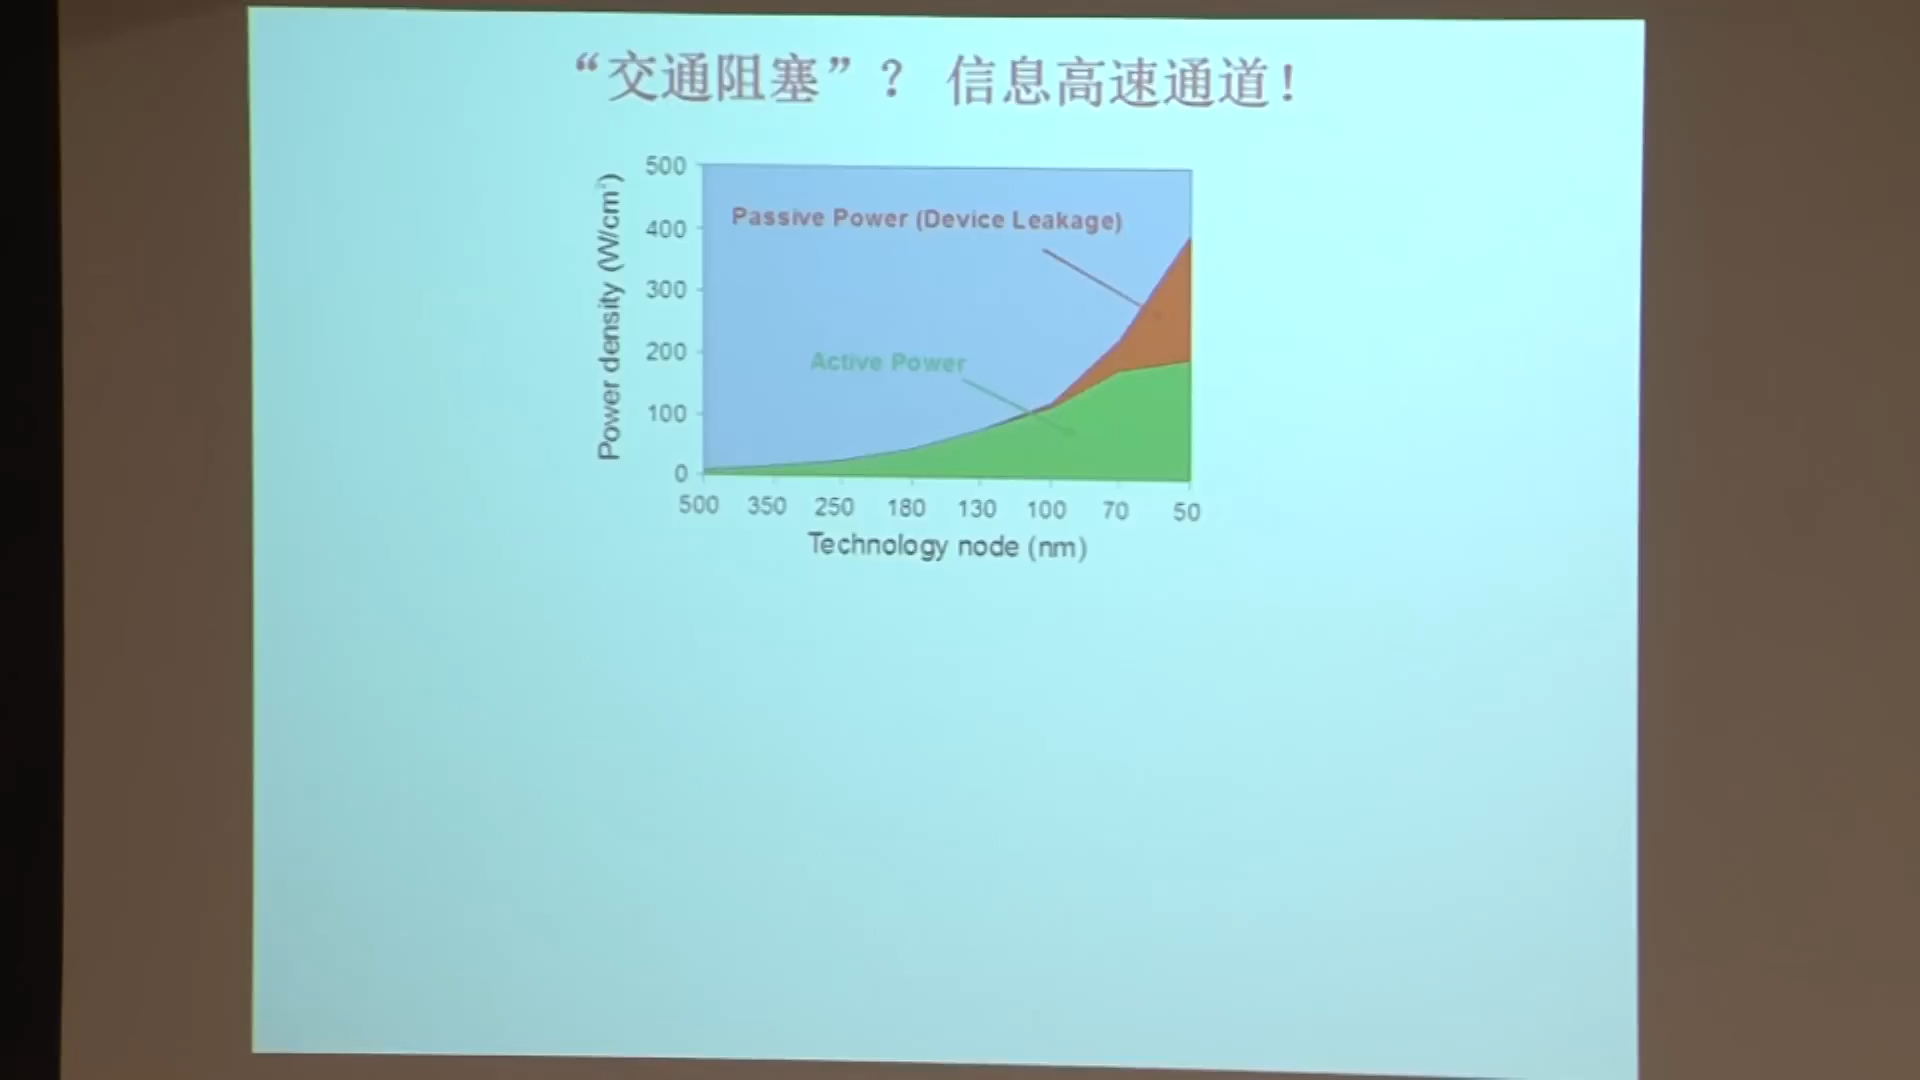 “交通阻塞”？ 信息高速通道！
500
400
300
200
100
0
Power density (W/cm²)
Passive Power (Device Leakage)
Active Power
500 350 250 180 130 100 70 50
Technology node (nm)